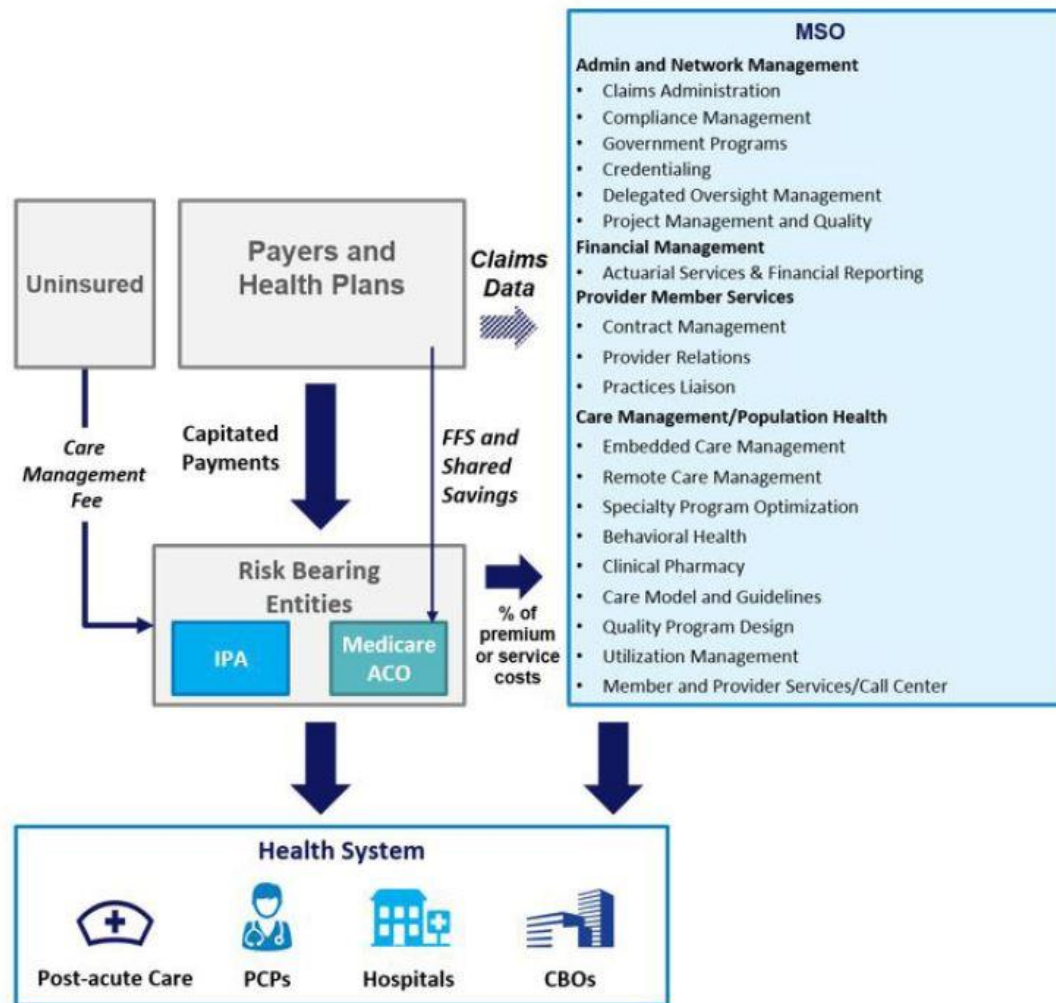 MSO
Admin and Network Management
• Claims Administration
• Compliance Management
• Government Programs
• Credentialing
• Delegated Oversight Management
• Project Management and Quality
Financial Management
• Actuarial Services & Financial Reporting
Provider Member Services
• Contract Management
• Provider Relations
• Practices Liaison
Care Management/Population Health
• Embedded Care Management
• Remote Care Management
• Specialty Program Optimization
• Behavioral Health
• Clinical Pharmacy
• Care Model and Guidelines
• Quality Program Design
• Utilization Management
• Member and Provider Services/Call Center
Uninsured
Payers and
Health Plans
Claims
Data
Care
Management
Fee
Capitated
Payments
FFS and
Shared
Savings
Risk Bearing
Entities
IPA
Medicare
ACO
% of
premium
or service
costs
Health System
Post-acute Care
PCPs
Hospitals
CBOs